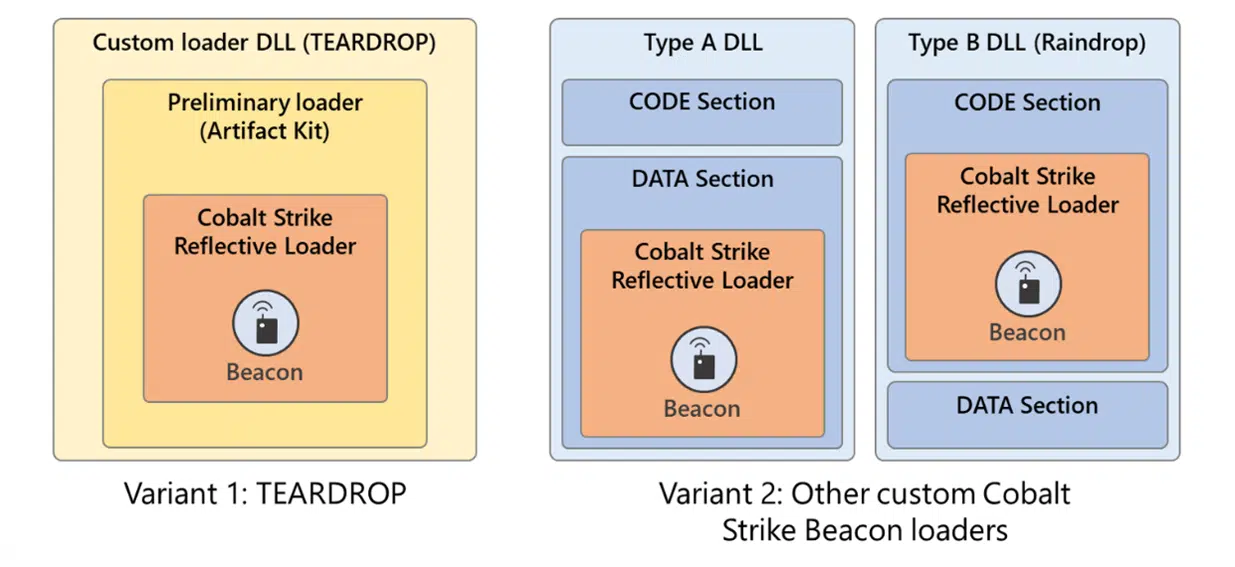 Custom loader DLL (TEARDROP)
Preliminary loader
(Artifact Kit)
Cobalt Strike
Reflective Loader
Beacon
Variant 1: TEARDROP
Type A DLL
CODE Section
DATA Section
Cobalt Strike
Reflective Loader
Beacon
Type B DLL (Raindrop)
CODE Section
Cobalt Strike
Reflective Loader
Beacon
DATA Section
Variant 2: Other custom Cobalt
Strike Beacon loaders